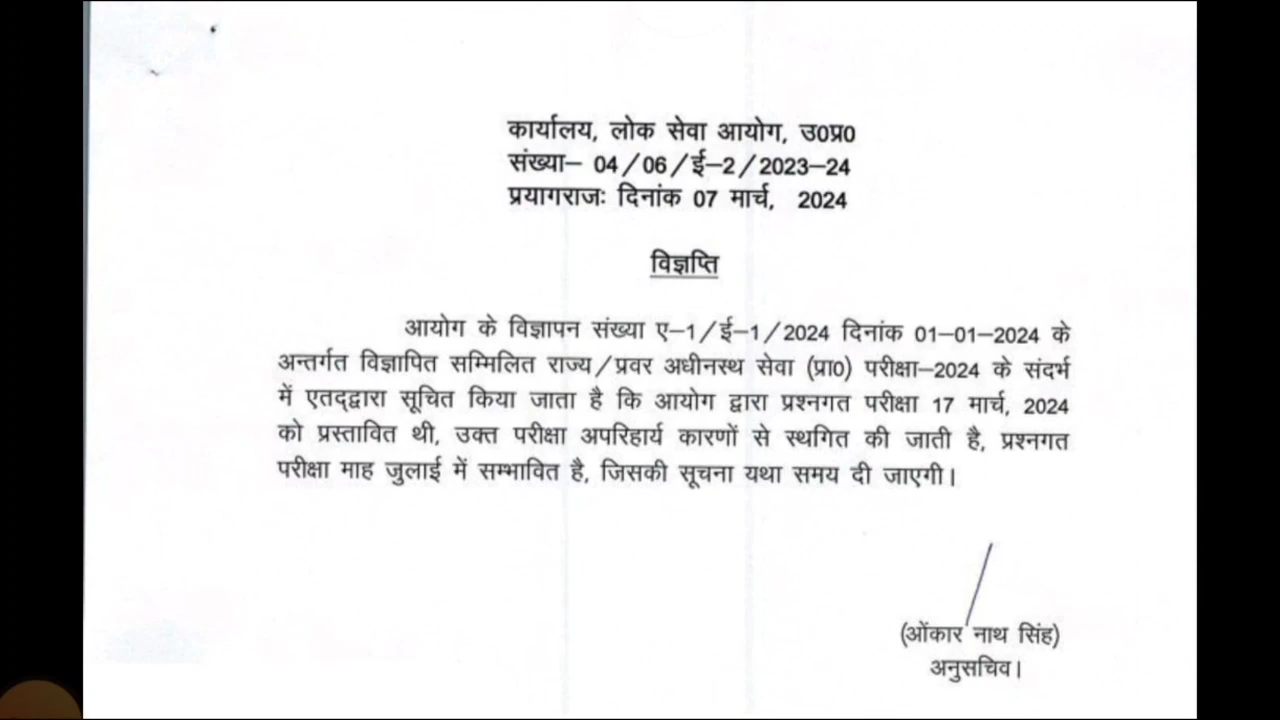 कार्यालय, लोक सेवा आयोग, उ0प्र0
संख्या– 04/06/ई–2/2023–24
प्रयागराजः दिनांक 07 मार्च, 2024
विज्ञप्ति
आयोग के विज्ञापन संख्या ए–1/ई–1/2024 दिनांक 01–01–2024 के
अन्तर्गत विज्ञापित सम्मिलित राज्य/प्रवर अधीनस्थ सेवा (प्रा0) परीक्षा–2024 के संदर्भ
में एतद्द्वारा सूचित किया जाता है कि आयोग द्वारा प्रश्नगत परीक्षा 17 मार्च, 2024
को प्रस्तावित थी, उक्त परीक्षा अपरिहार्य कारणों से स्थगित की जाती है, प्रश्नगत
परीक्षा माह जुलाई में सम्भावित है, जिसकी सूचना यथा समय दी जाएगी।
(ओंकार नाथ सिंह)
अनुसचिव।